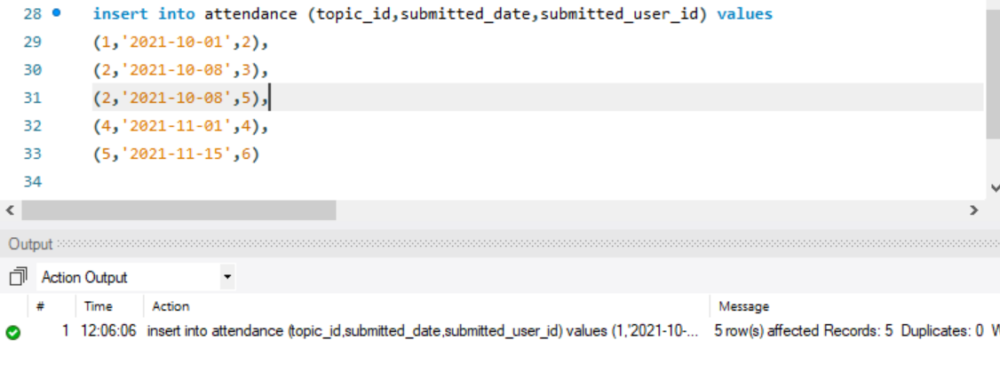 28 insert into attendance (topic_id,submitted_date,submitted_user_id) values
29 (1,'2021-10-01',2),
30 (2,'2021-10-08',3),
31 (2,'2021-10-08',5),
32 (4,'2021-11-01',4),
33 (5,'2021-11-15',6)
34
Output
Action Output
# Time Action Message
1 12:06:06 insert into attendance (topic_id,submitted_date,submitted_user_id) values (1,'2021-10-... 5 row(s) affected Records: 5 Duplicates: 0 W